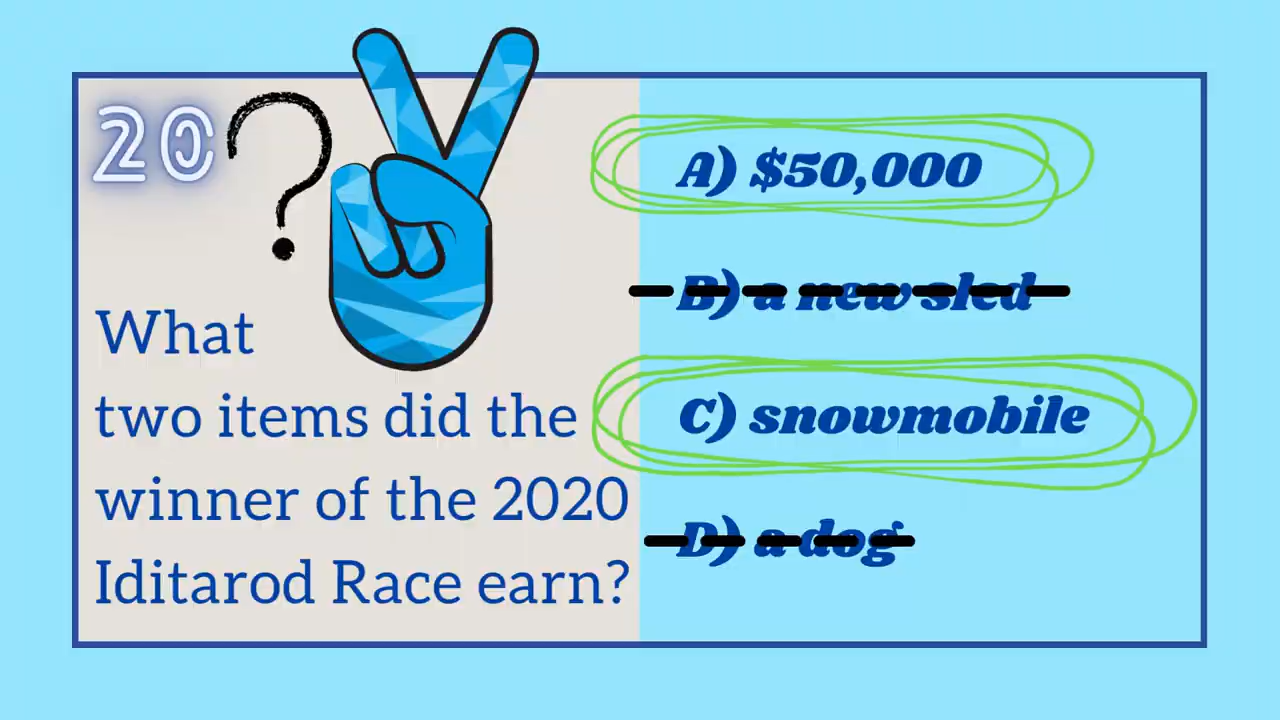 20?
What
two items did the
winner of the 2020
Iditarod Race earn?
A) $50,000
B) a new sled
C) snowmobile
D) a dog